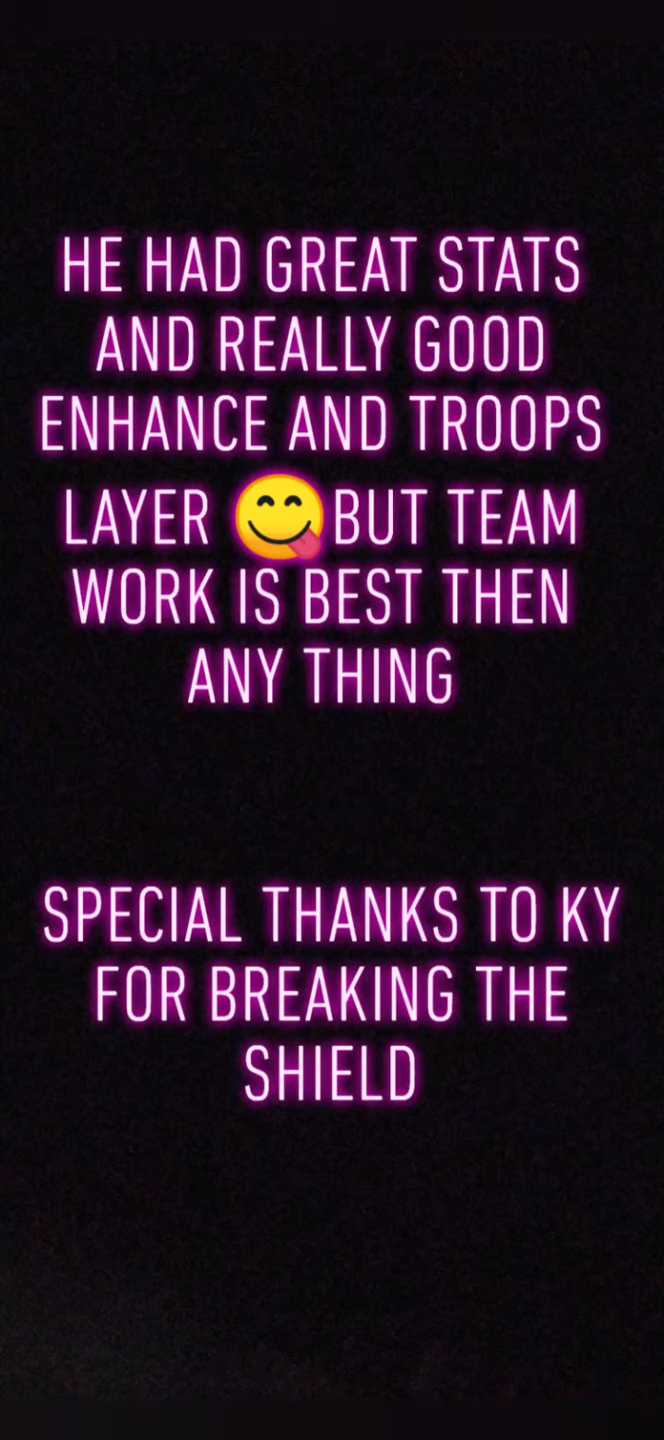 HE HAD GREAT STATS
AND REALLY GOOD
ENHANCE AND TROOPS
LAYER 😋BUT TEAM
WORK IS BEST THEN
ANY THING
SPECIAL THANKS TO KY
FOR BREAKING THE
SHIELD